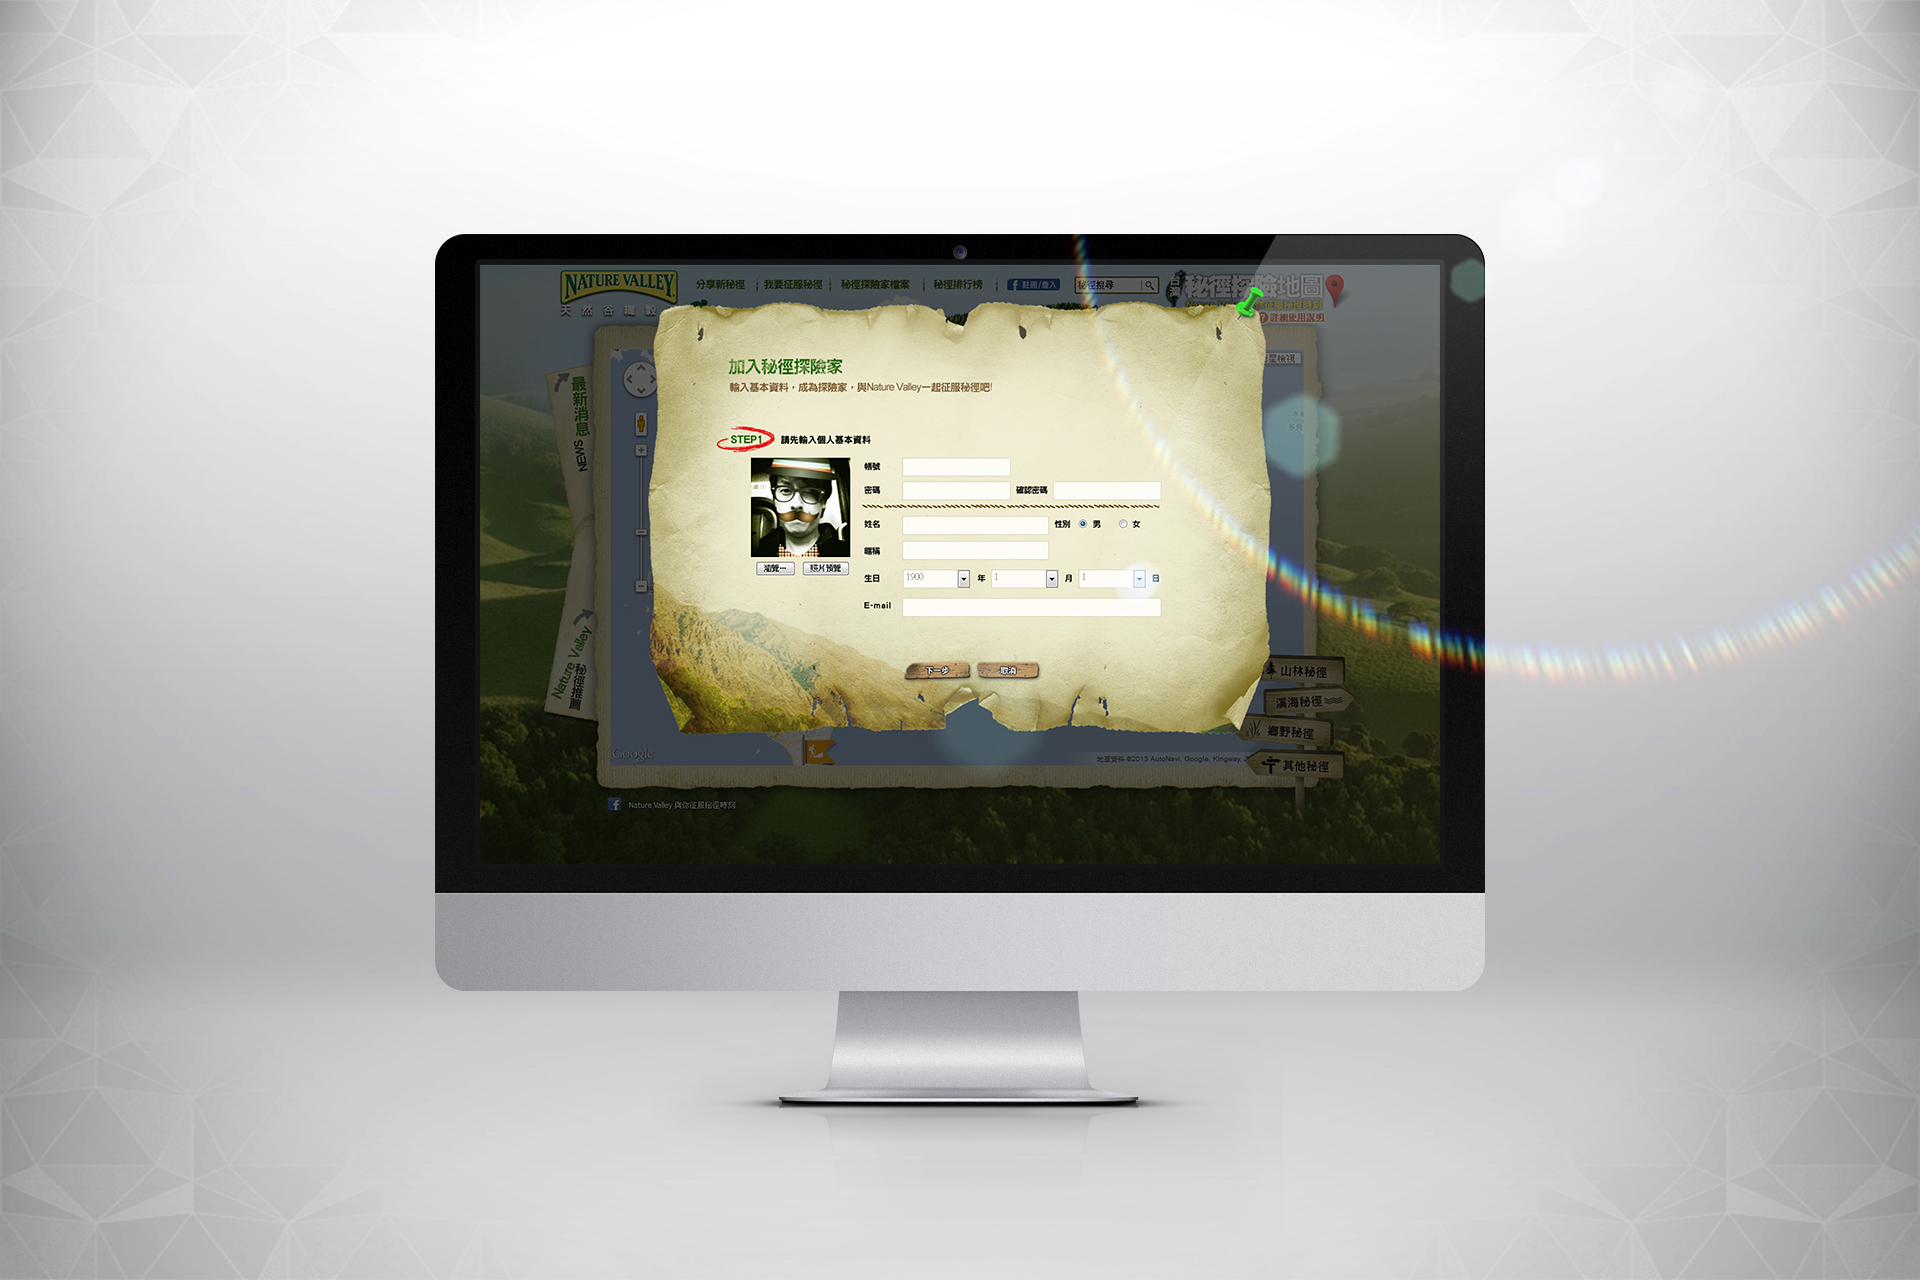 NATURE VALLEY
天然谷纖穀
分享新秘徑
我要征服秘徑
秘徑探險家檔案
秘徑排行榜
註冊/登入
秘徑搜尋
台灣
秘徑探險地圖
詳細使用說明
最新消息 NEWS
Nature Valley 秘徑推薦
加入秘徑探險家
輸入基本資料，成為探險家，與Nature Valley一起征服秘徑吧!
STEP1 請先輸入個人基本資料
帳號
密碼 確認密碼
姓名 性別 男 女
暱稱
生日 1900 年 1 月 1 日
E-mail
瀏覽… 照片預覽
下一步 取消
山林秘徑
溪海秘徑
鄉野秘徑
其他秘徑
Google
地圖資料 ©2013 AutoNavi, Google, Kingway,
Nature Valley 與你征服秘徑時刻